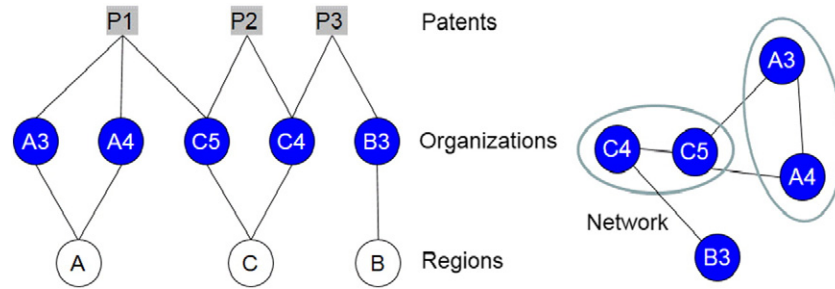 P1 P2 P3 Patents
A3 A4 C5 C4 B3 Organizations
A C B Regions
A3
C4 C5
A4
Network
B3